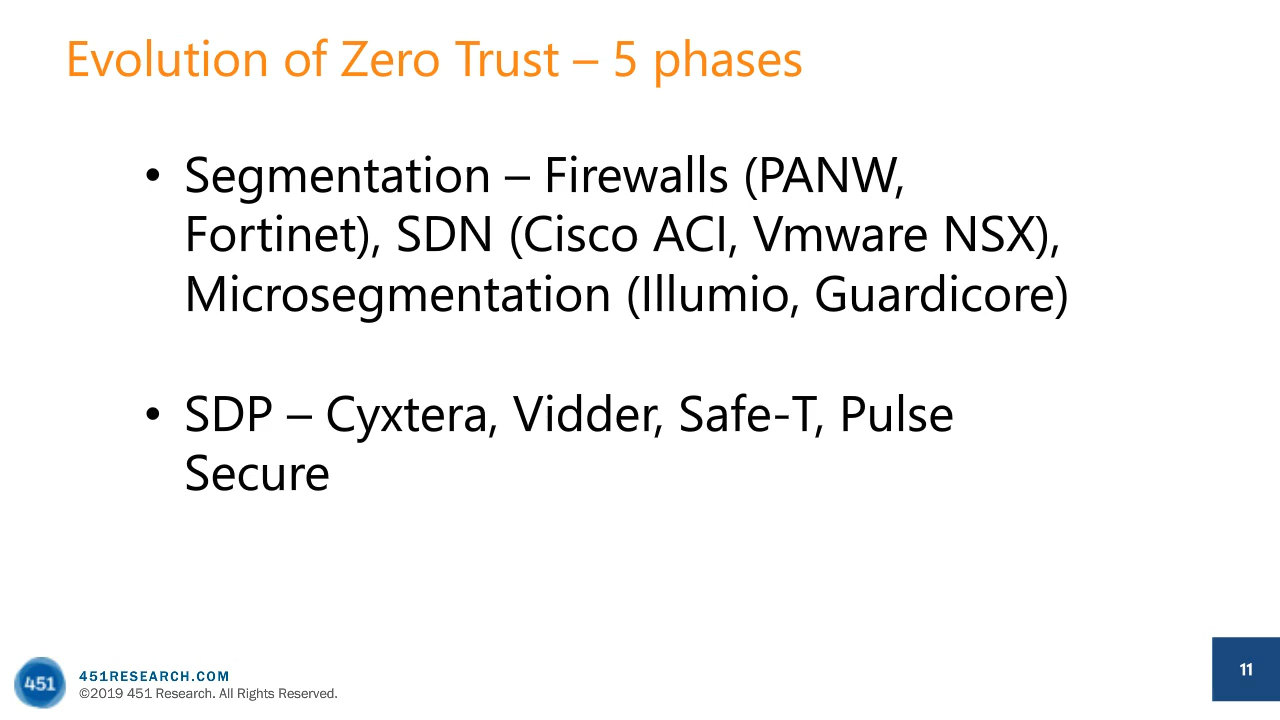 Evolution of Zero Trust – 5 phases
• Segmentation – Firewalls (PANW,
Fortinet), SDN (Cisco ACI, Vmware NSX),
Microsegmentation (Illumio, Guardicore)
• SDP – Cyxtera, Vidder, Safe-T, Pulse
Secure
451
451RESEARCH.COM
©2019 451 Research. All Rights Reserved.
11